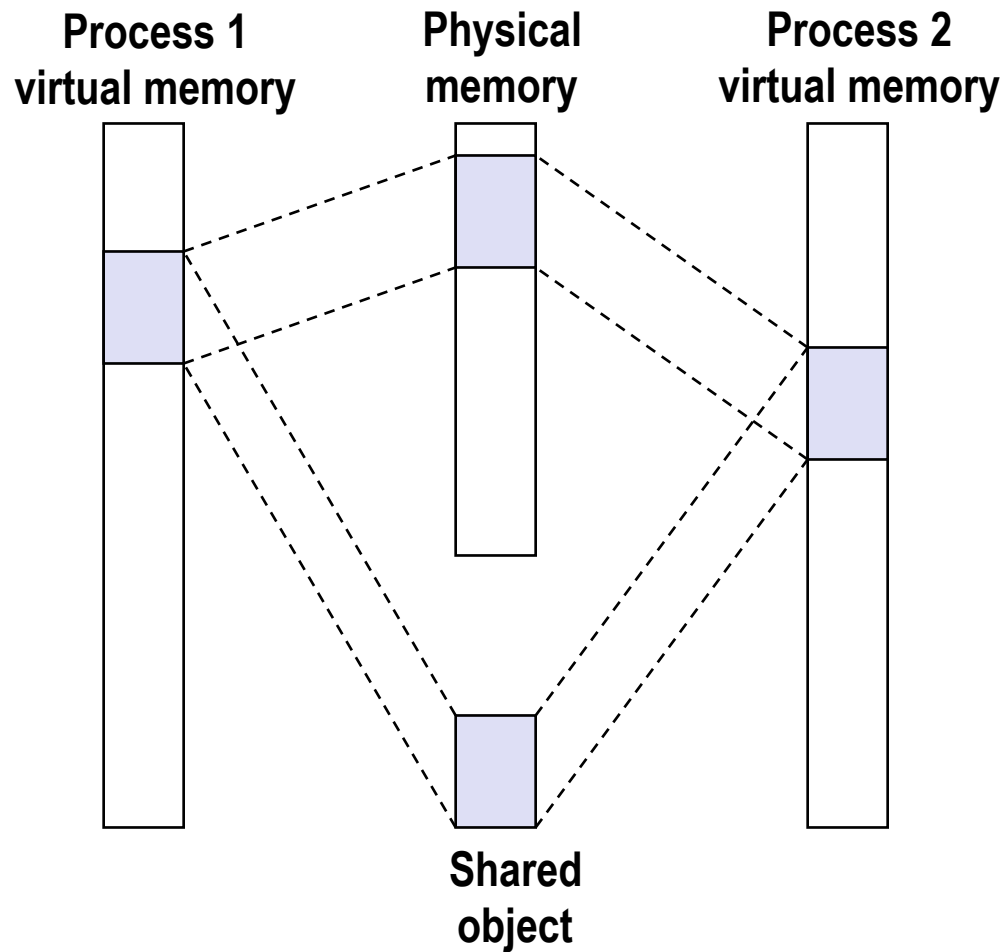 Process 1
virtual memory
Physical
memory
Process 2
virtual memory
Shared
object